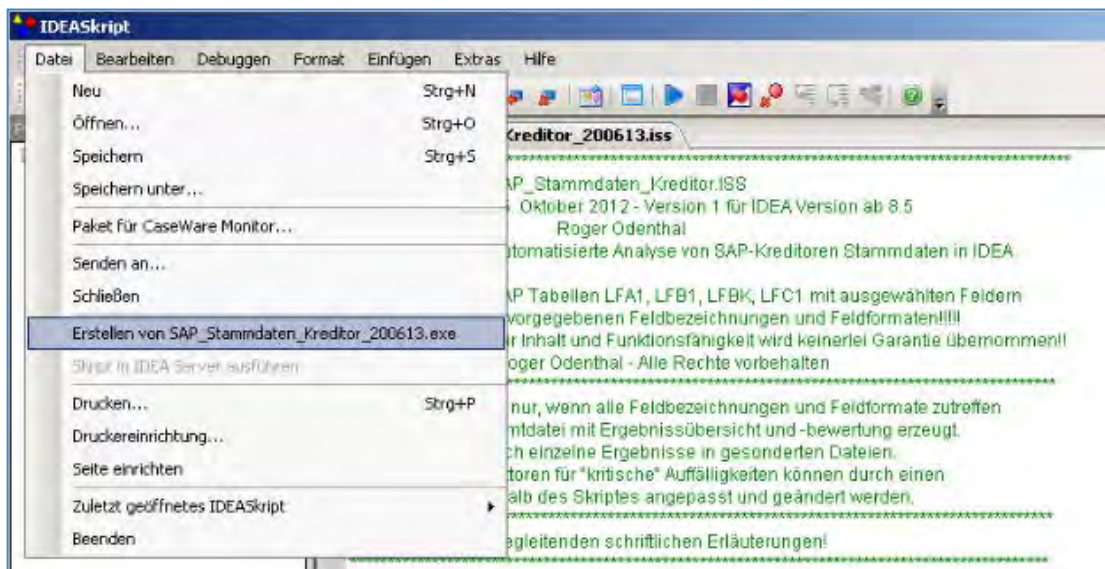 IDEASkript
Datei Bearbeiten Debuggen Format Einfügen Extras Hilfe
Neu Strg+N
Öffnen... Strg+O
Speichern Strg+S
Speichern unter...
Paket für CaseWare Monitor...
Senden an...
Schließen
Erstellen von SAP_Stammdaten_Kreditor_200613.exe
Skript in IDEA Server ausführen
Drucken... Strg+P
Druckereinrichtung...
Seite einrichten
Zuletzt geöffnetes IDEASkript
Beenden
Kreditor_200613.iss
AP_Stammdaten_Kreditor.ISS
Oktober 2012 - Version 1 für IDEA Version ab 8.5
Roger Odenthal
utomatisierte Analyse von SAP-Kreditoren Stammdaten in IDEA
AP Tabellen LFA1, LFB1, LFBK, LFC1 mit ausgewählten Feldern
vorgegebenen Feldbezeichnungen und Feldformaten!!!!!
r Inhalt und Funktionsfähigkeit wird keinerlei Garantie übernommen!!
oger Odenthal - Alle Rechte vorbehalten
nur, wenn alle Feldbezeichnungen und Feldformate zutreffen
mtdatei mit Ergebnissübersicht und -bewertung erzeugt.
ch einzelne Ergebnisse in gesonderten Dateien.
toren für "kritische" Auffälligkeiten können durch einen
alb des Skriptes angepasst und geändert werden.
egleitenden schriftlichen Erläuterungen!